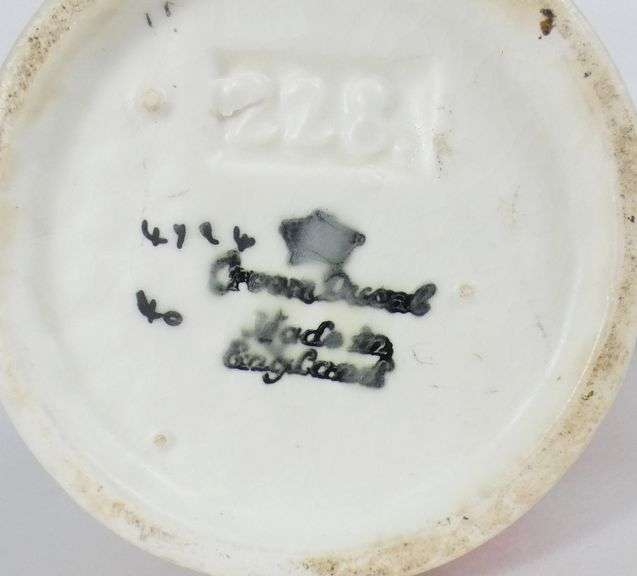 228
Crown Ducal
Made in
England